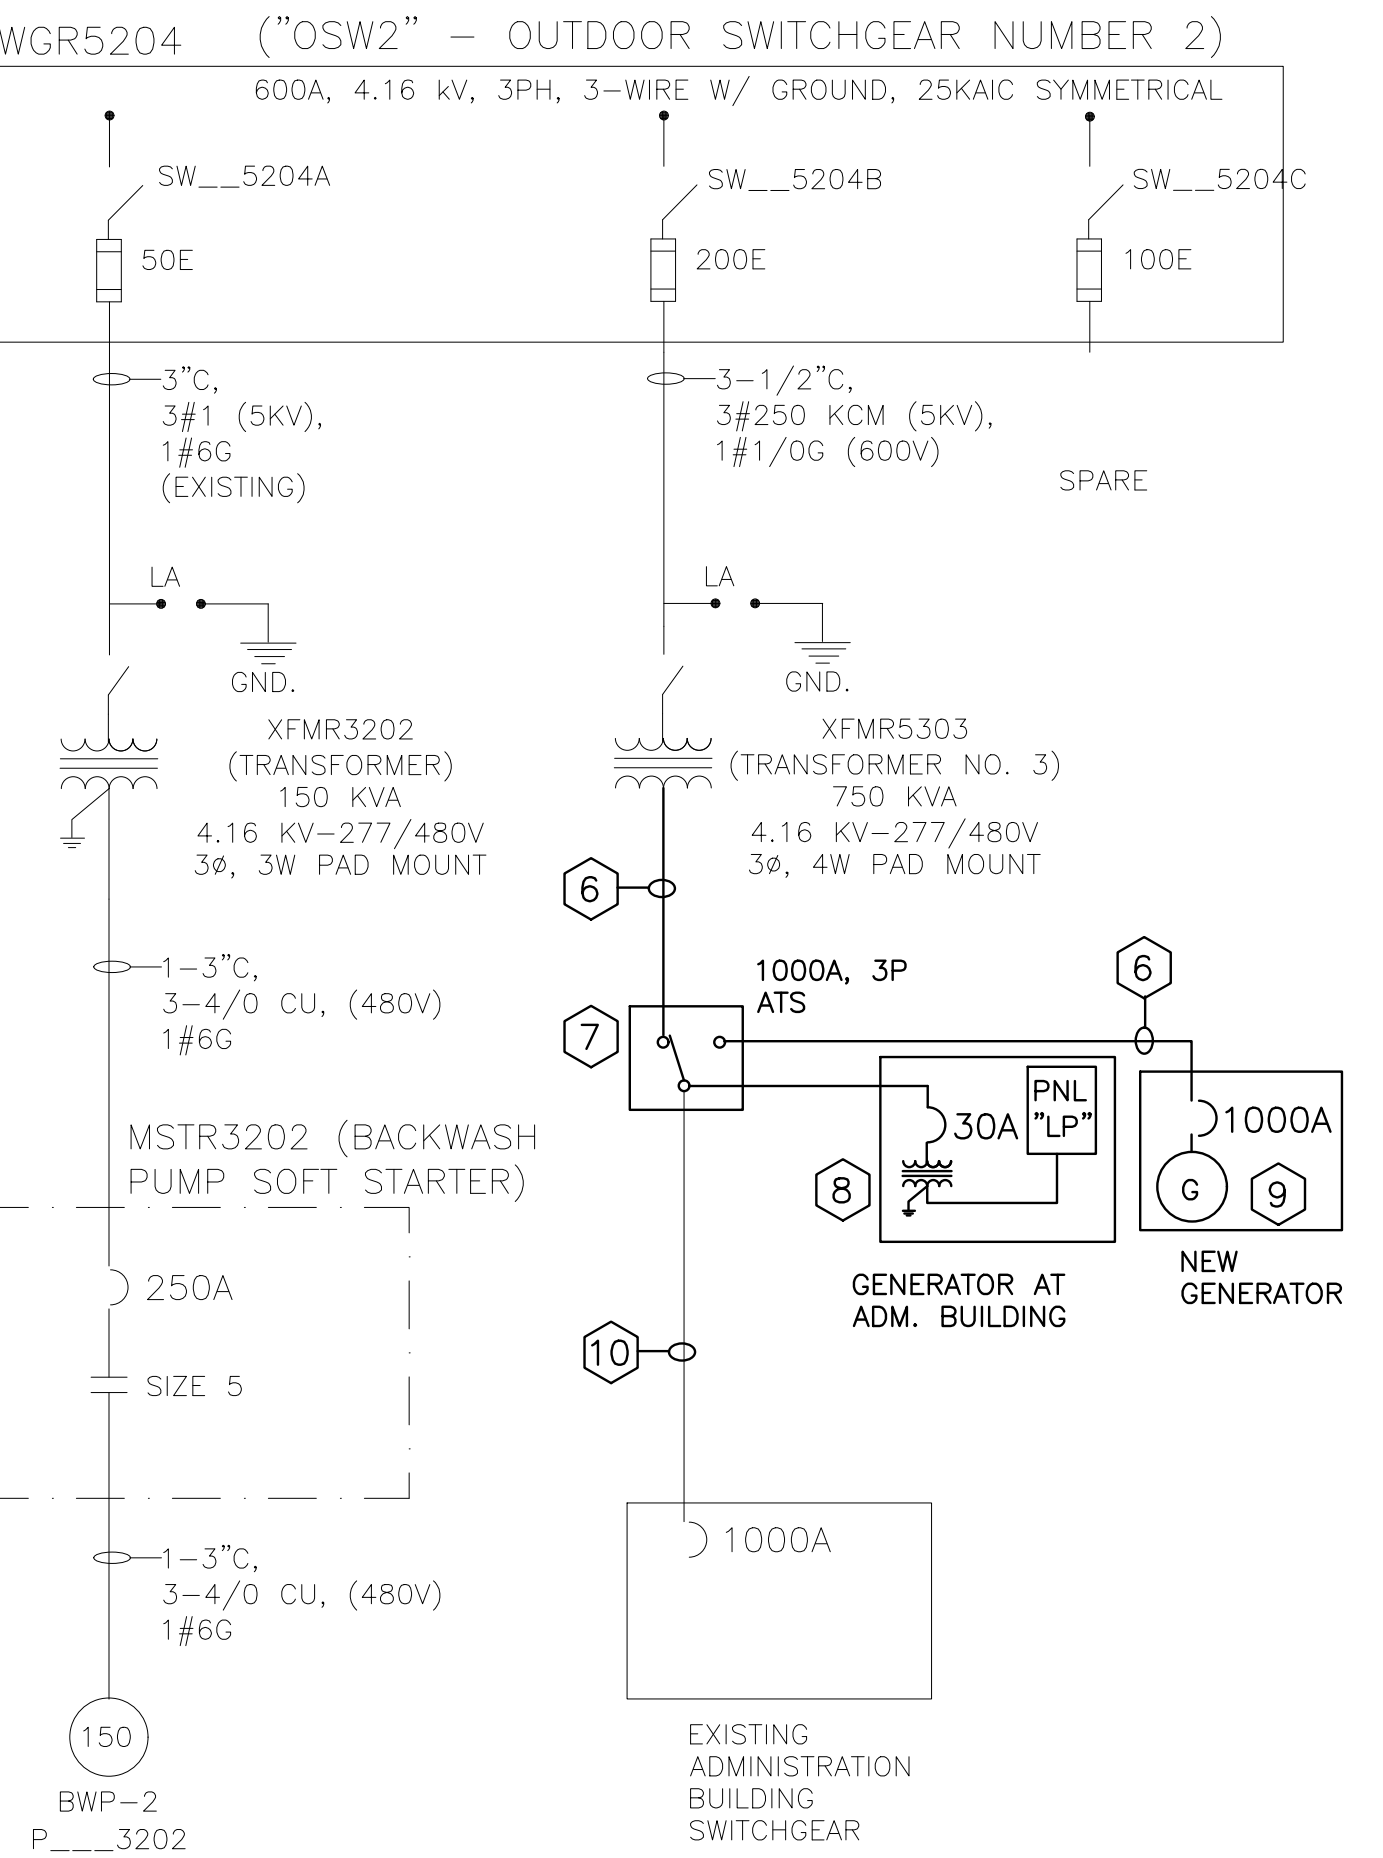 WGR5204 ("OSW2" – OUTDOOR SWITCHGEAR NUMBER 2)
600A, 4.16 kV, 3PH, 3–WIRE W/ GROUND, 25KAIC SYMMETRICAL
SW__5204A
50E
SW__5204B
200E
SW__5204C
100E
3"C,
3#1 (5KV),
1#6G
(EXISTING)
3–1/2"C,
3#250 KCM (5KV),
1#1/0G (600V)
SPARE
LA
GND.
LA
GND.
XFMR3202
(TRANSFORMER)
150 KVA
4.16 KV–277/480V
3ø, 3W PAD MOUNT
XFMR5303
(TRANSFORMER NO. 3)
750 KVA
4.16 KV–277/480V
3ø, 4W PAD MOUNT
6
1–3"C,
3–4/0 CU, (480V)
1#6G
7
1000A, 3P
ATS
6
MSTR3202 (BACKWASH
PUMP SOFT STARTER)
250A
SIZE 5
30A
PNL
"LP"
8
GENERATOR AT
ADM. BUILDING
1000A
G
9
NEW
GENERATOR
10
1000A
EXISTING
ADMINISTRATION
BUILDING
SWITCHGEAR
1–3"C,
3–4/0 CU, (480V)
1#6G
150
BWP–2
P___3202